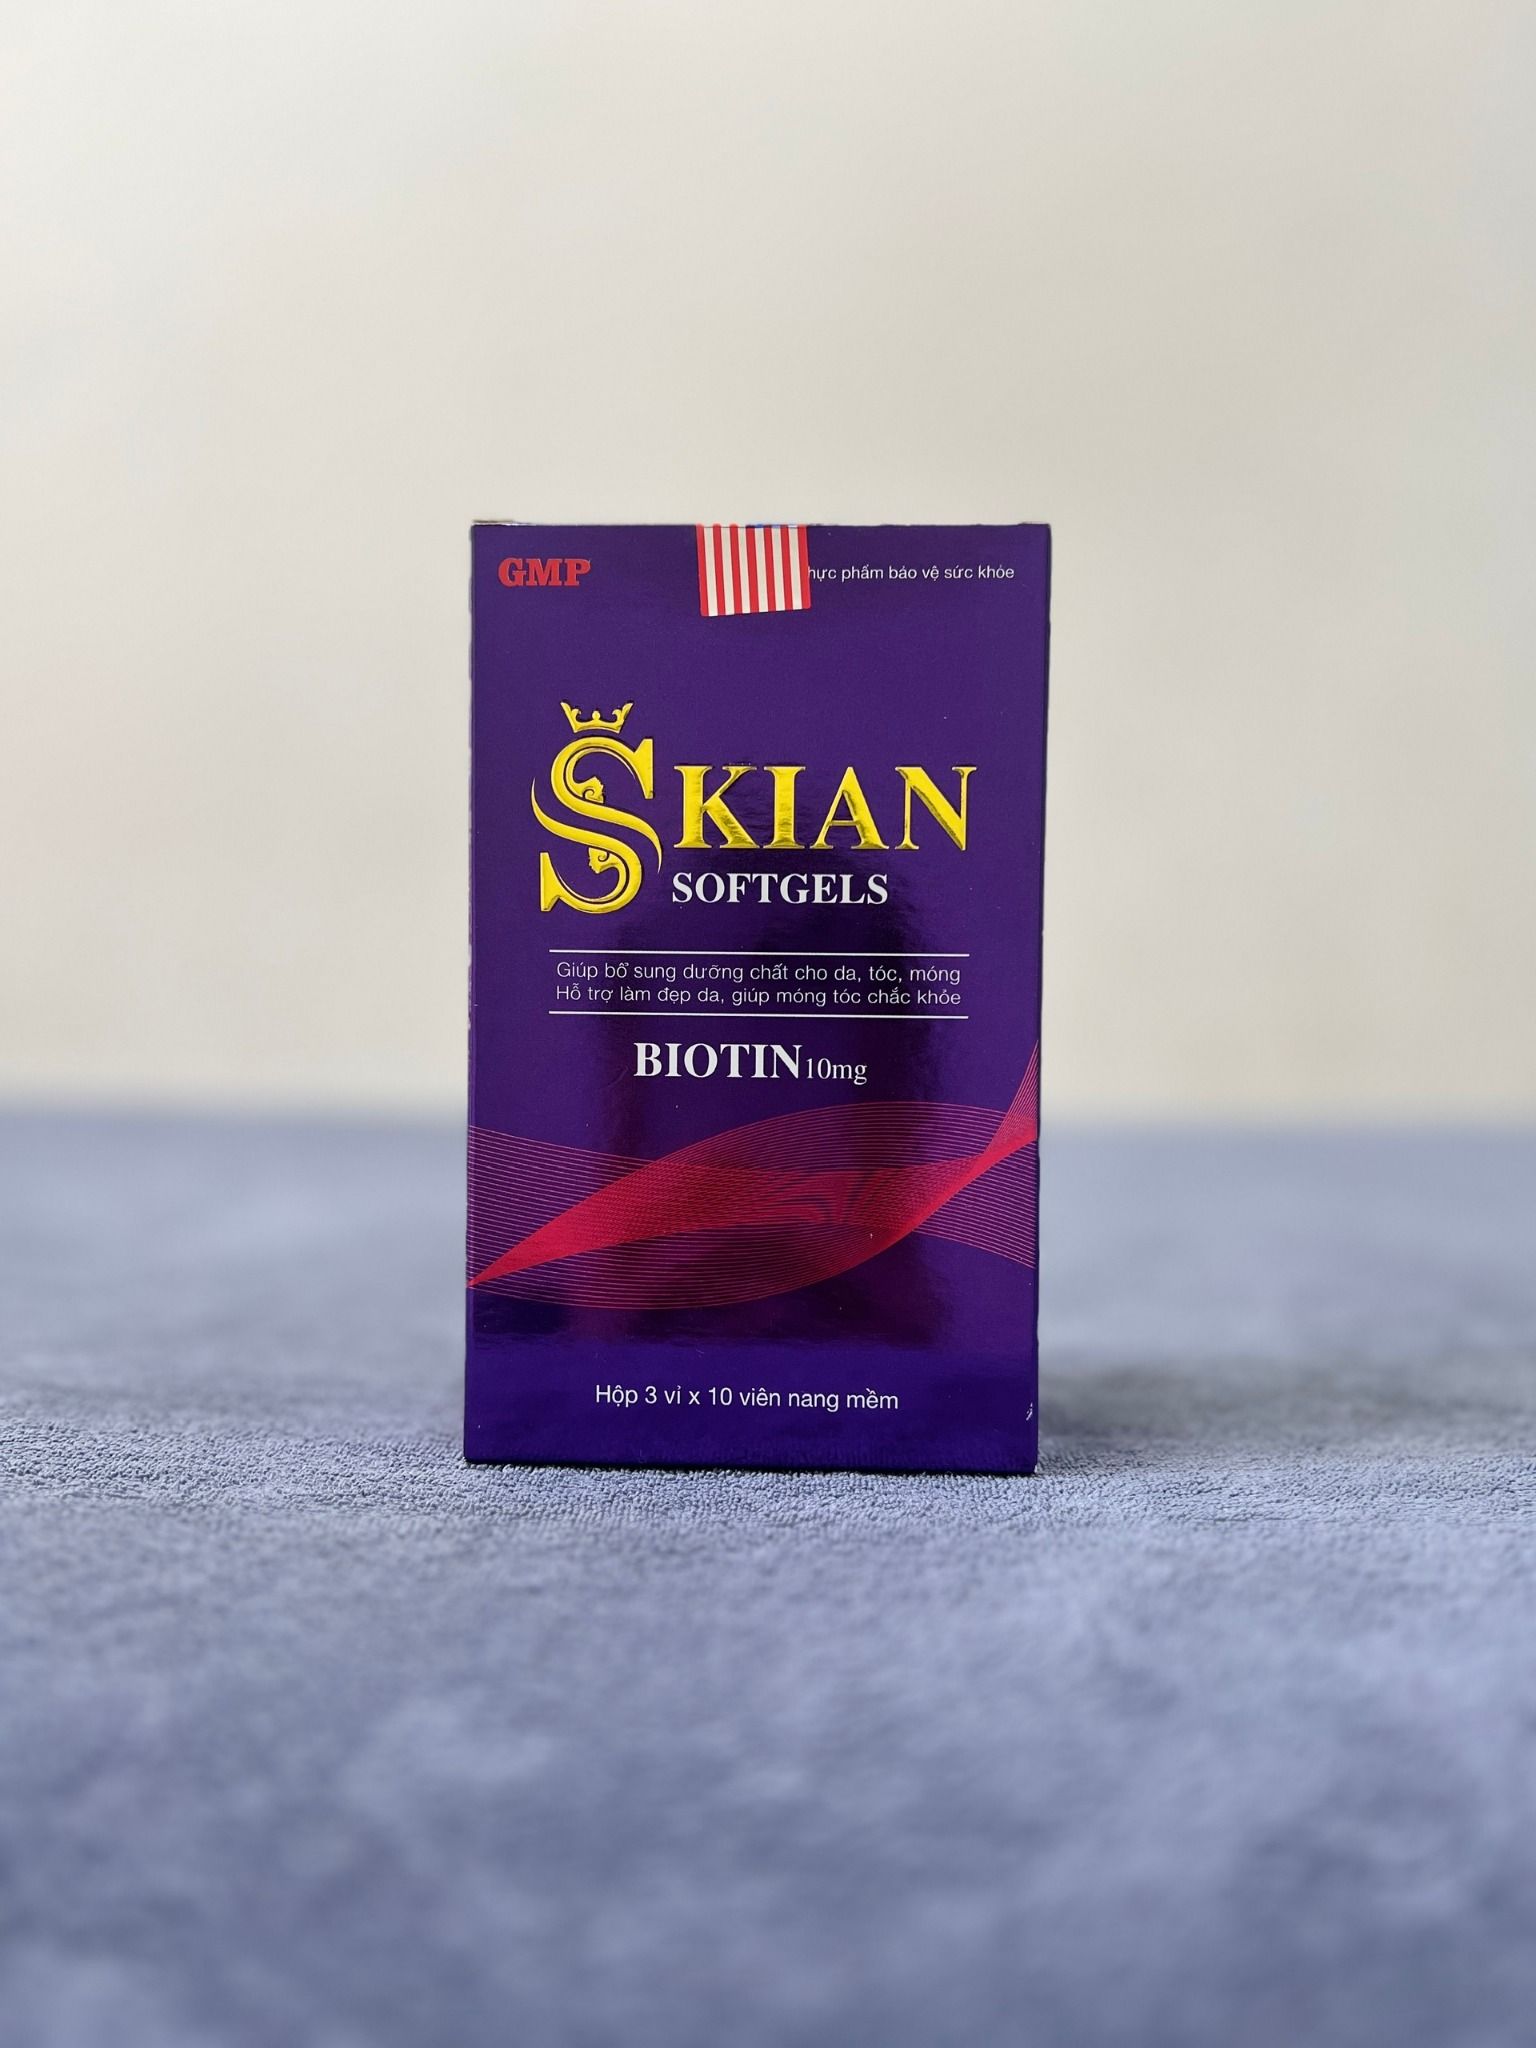 GMP
phẩm bảo vệ sức khỏe
SKIAN
SOFTGELS
Giúp bổ sung dưỡng chất cho da, tóc, móng
Hỗ trợ làm đẹp da, giúp móng tóc chắc khỏe
BIOTIN 10mg
Hộp 3 vỉ x 10 viên nang mềm